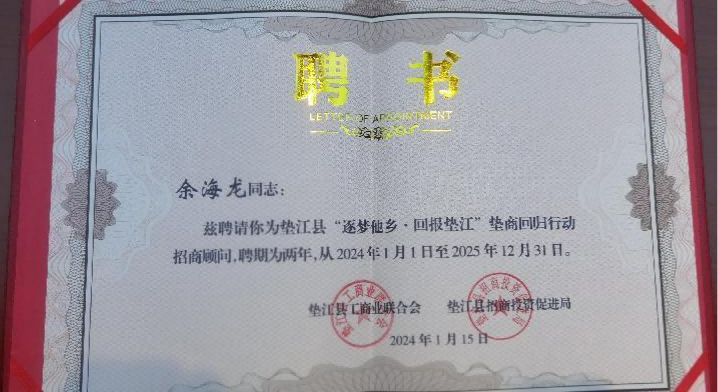 聘书
LETTER OF APPOINTMENT
余海龙同志：
兹聘请你为垫江县“逐梦他乡·回报垫江”垫商回归行动
招商顾问，聘期为两年，从2024年1月1日至2025年12月31日。
垫江县工商业联合会 垫江县招商投资促进局
2024年1月15日